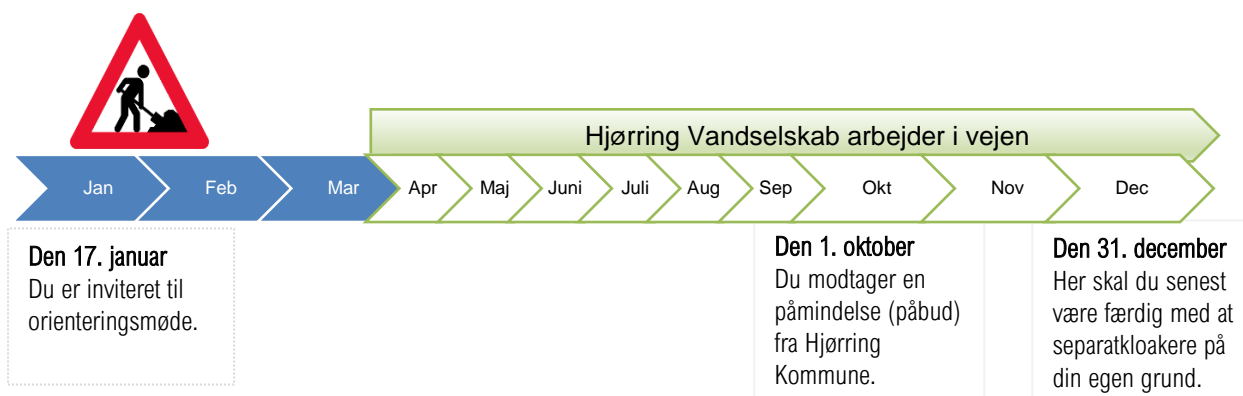 Hjørring Vandselskab arbejder i vejen
Jan Feb Mar Apr Maj Juni Juli Aug Sep Okt Nov Dec
Den 17. januar
Du er inviteret til
orienteringsmøde.
Den 1. oktober
Du modtager en
påmindelse (påbud)
fra Hjørring
Kommune.
Den 31. december
Her skal du senest
være færdig med at
separatkloakere på
din egen grund.